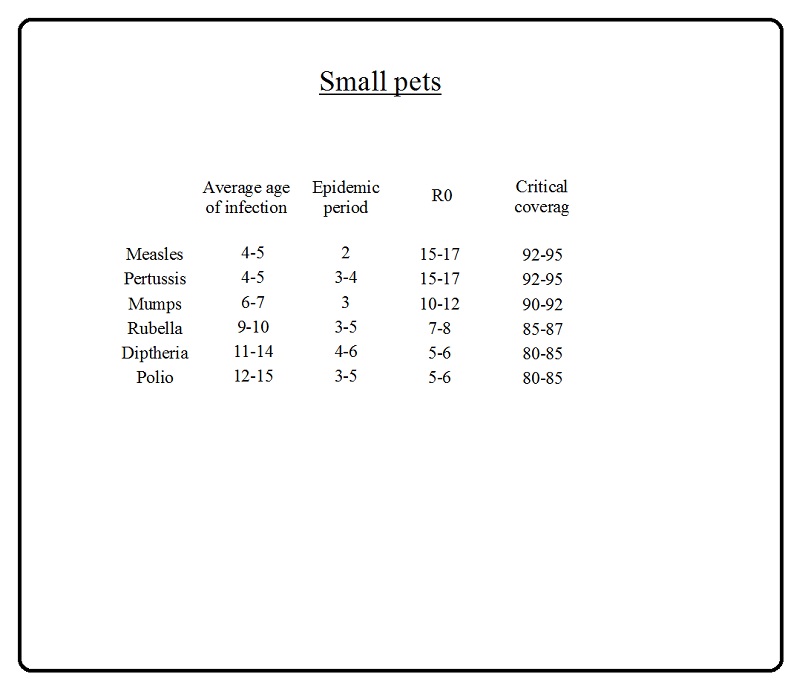 Small pets
Average age Epidemic R0 Critical
of infection period coverag
Measles 4-5 2 15-17 92-95
Pertussis 4-5 3-4 15-17 92-95
Mumps 6-7 3 10-12 90-92
Rubella 9-10 3-5 7-8 85-87
Diptheria 11-14 4-6 5-6 80-85
Polio 12-15 3-5 5-6 80-85